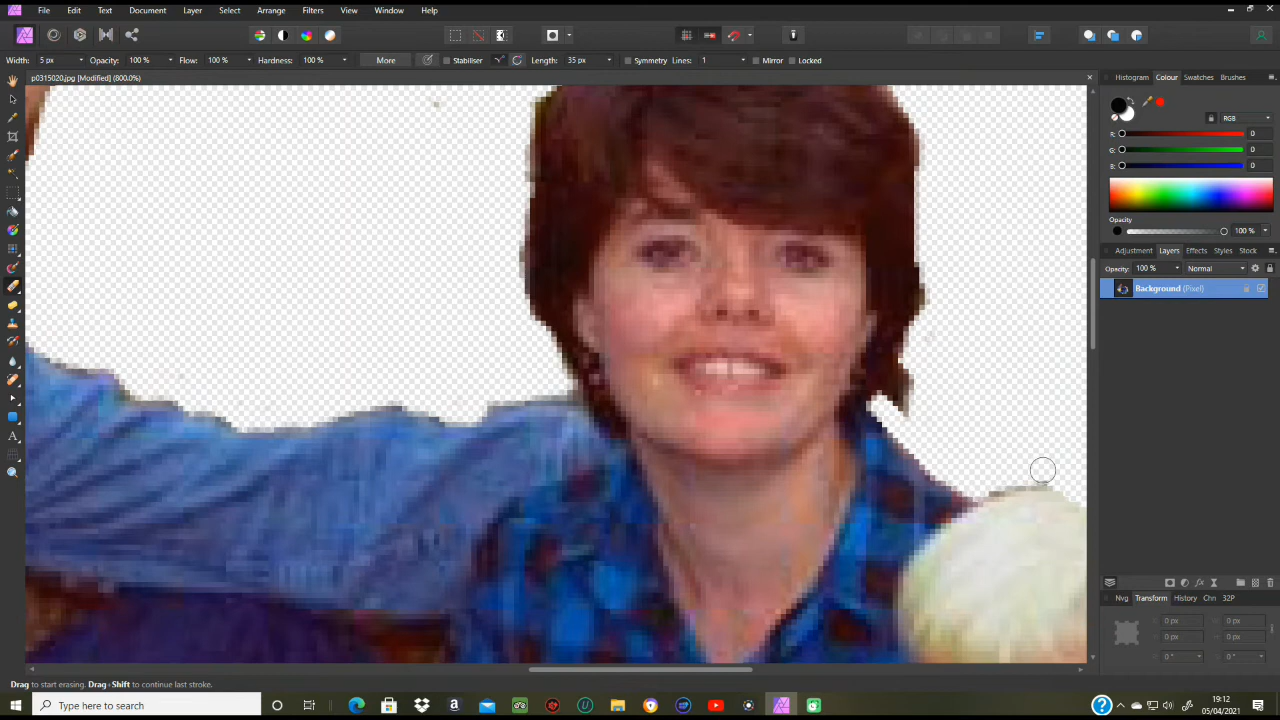 File Edit Text Document Layer Select Arrange Filters View Window Help
Width: 5 px Opacity: 100 % Flow: 100 % Hardness: 100 % More Stabiliser Length: 35 px Symmetry Lines: 1 Mirror Locked
p0315020.jpg [Modified] (800.0%)
Histogram Colour Swatches Brushes
RGB
R: 0
G: 0
B: 0
Opacity
100 %
Adjustment Layers Effects Styles Stock
Opacity: 100 % Normal
Background (Pixel)
Nvg Transform History Chn 32P
X: 0 px W: 0 px
Y: 0 px H: 0 px
R: 0 ° S: 0 °
Drag to start erasing. Drag+Shift to continue last stroke.
Type here to search
19:12
05/04/2021